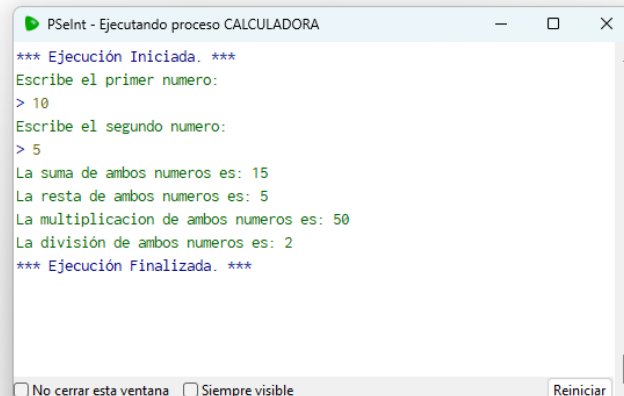 PSeInt - Ejecutando proceso CALCULADORA
*** Ejecución Iniciada. ***
Escribe el primer numero:
> 10
Escribe el segundo numero:
> 5
La suma de ambos numeros es: 15
La resta de ambos numeros es: 5
La multiplicacion de ambos numeros es: 50
La división de ambos numeros es: 2
*** Ejecución Finalizada. ***
No cerrar esta ventana Siempre visible Reiniciar